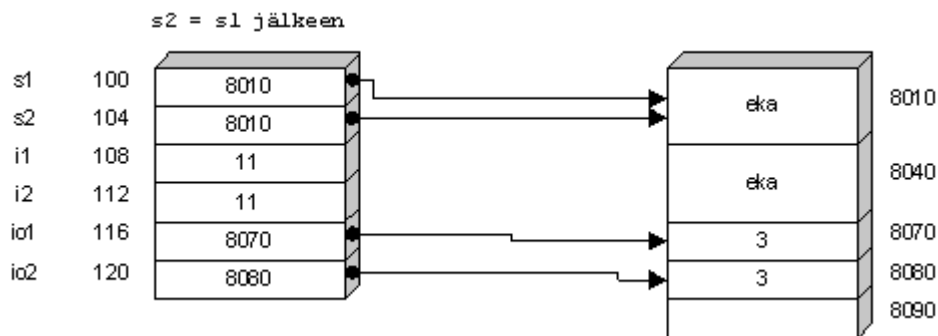 s2 = s1 jälkeen
s1 100 8010 eka 8010
s2 104 8010
i1 108 11 eka 8040
i2 112 11
io1 116 8070 3 8070
io2 120 8080 3 8080
8090